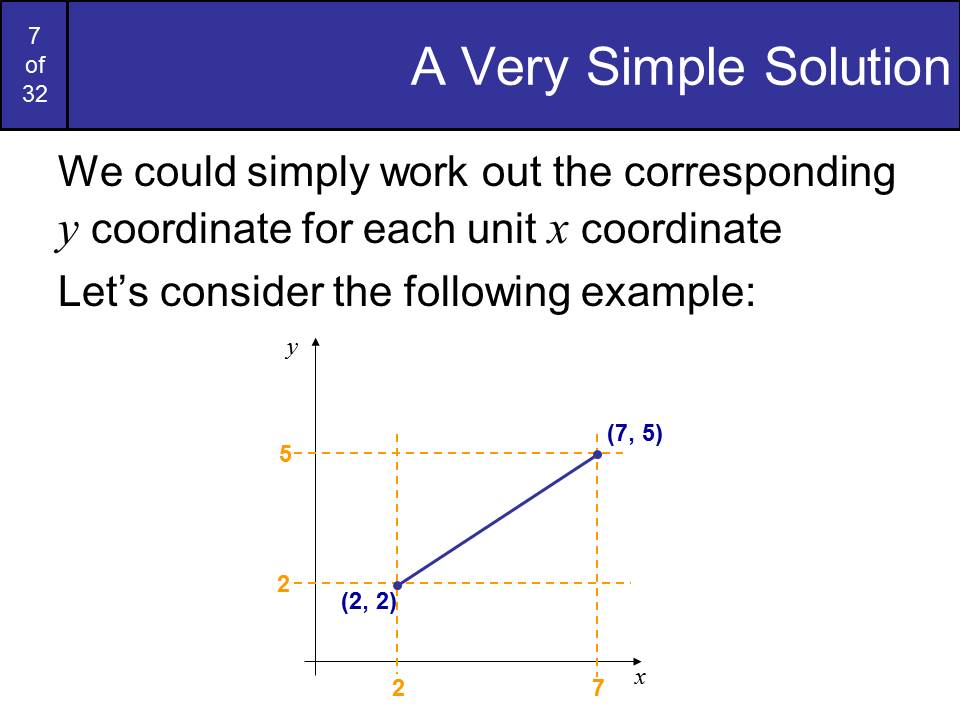 7
of
32
A Very Simple Solution
We could simply work out the corresponding
y coordinate for each unit x coordinate
Let’s consider the following example:
y
(7, 5)
5
2
(2, 2)
x
2 7